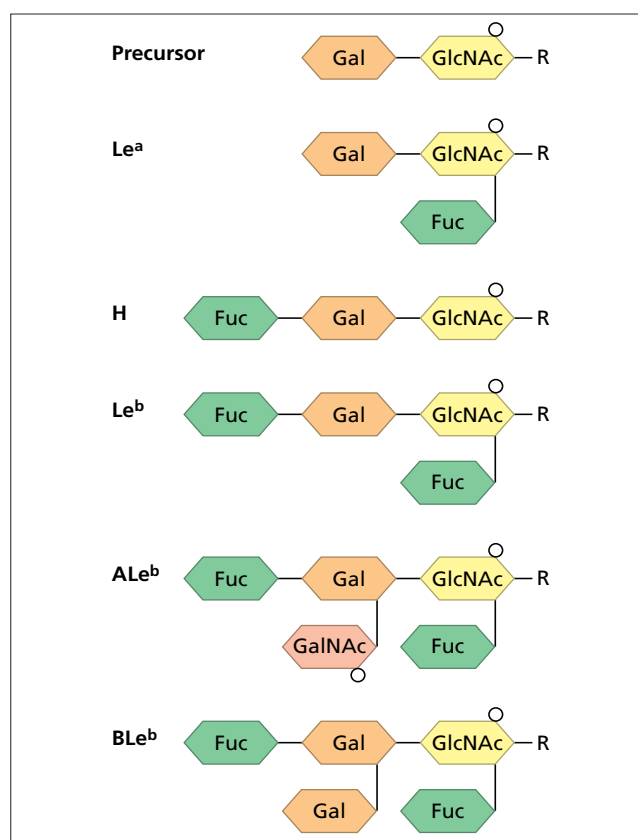 Precursor Gal GlcNAc R
Leᵃ Gal GlcNAc R
Fuc
H Fuc Gal GlcNAc R
Leᵇ Fuc Gal GlcNAc R
Fuc
ALeᵇ Fuc Gal GlcNAc R
GalNAc Fuc
BLeᵇ Fuc Gal GlcNAc R
Gal Fuc